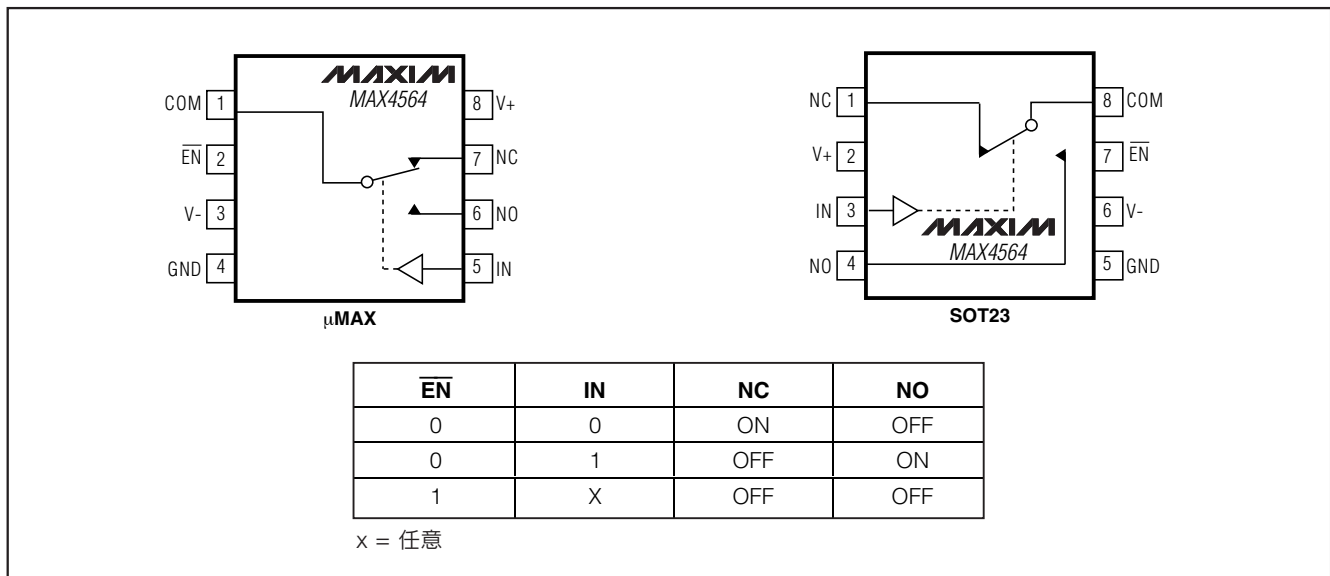 MAXIM
MAX4564
COM 1
EN 2
V- 3
GND 4
8 V+
7 NC
6 NO
5 IN
μMAX
MAXIM
MAX4564
NC 1
V+ 2
IN 3
NO 4
8 COM
7 EN
6 V-
5 GND
SOT23
EN IN NC NO
0 0 ON OFF
0 1 OFF ON
1 X OFF OFF
x = 任意